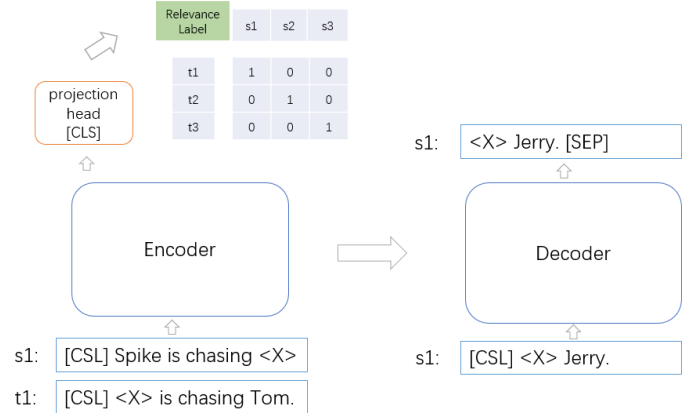 Relevance
Label
s1 s2 s3
t1 1 0 0
t2 0 1 0
t3 0 0 1
projection
head
[CLS]
Encoder
s1: [CSL] Spike is chasing <X>
t1: [CSL] <X> is chasing Tom.
s1: <X> Jerry. [SEP]
Decoder
s1: [CSL] <X> Jerry.